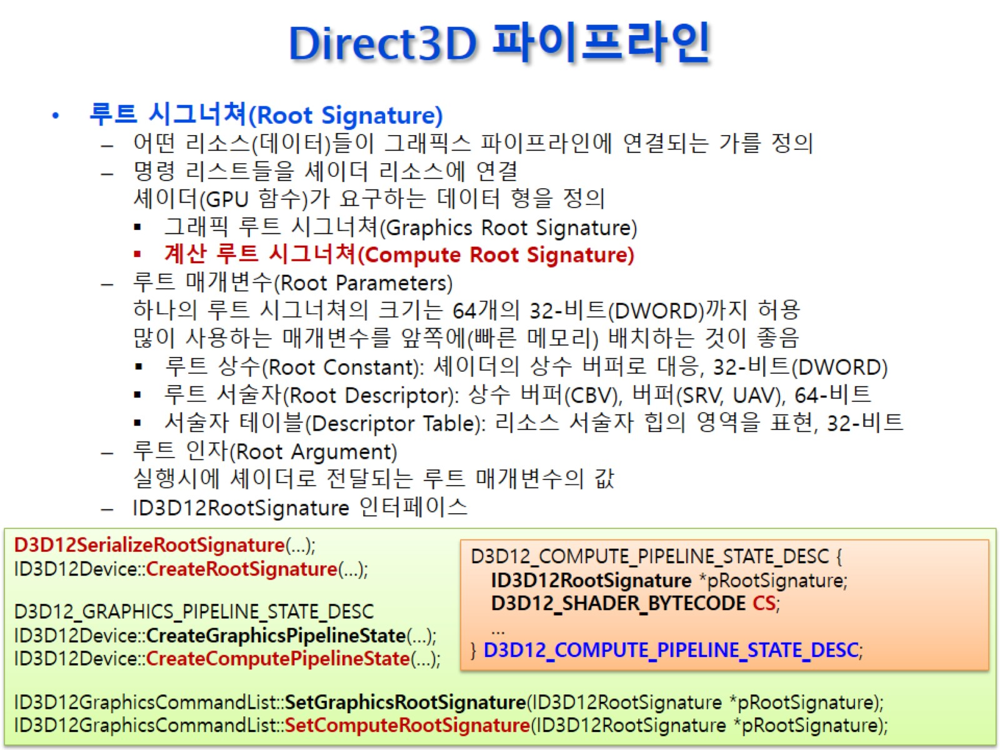 Direct3D 파이프라인
• 루트 시그너쳐(Root Signature)
– 어떤 리소스(데이터)들이 그래픽스 파이프라인에 연결되는 가를 정의
– 명령 리스트들을 셰이더 리소스에 연결
셰이더(GPU 함수)가 요구하는 데이터 형을 정의
▪ 그래픽 루트 시그너쳐(Graphics Root Signature)
▪ 계산 루트 시그너쳐(Compute Root Signature)
– 루트 매개변수(Root Parameters)
하나의 루트 시그너쳐의 크기는 64개의 32-비트(DWORD)까지 허용
많이 사용하는 매개변수를 앞쪽에(빠른 메모리) 배치하는 것이 좋음
▪ 루트 상수(Root Constant): 셰이더의 상수 버퍼로 대응, 32-비트(DWORD)
▪ 루트 서술자(Root Descriptor): 상수 버퍼(CBV), 버퍼(SRV, UAV), 64-비트
▪ 서술자 테이블(Descriptor Table): 리소스 서술자 힙의 영역을 표현, 32-비트
– 루트 인자(Root Argument)
실행시에 셰이더로 전달되는 루트 매개변수의 값
– ID3D12RootSignature 인터페이스
D3D12SerializeRootSignature(...);
ID3D12Device::CreateRootSignature(...);
D3D12_GRAPHICS_PIPELINE_STATE_DESC
ID3D12Device::CreateGraphicsPipelineState(...);
ID3D12Device::CreateComputePipelineState(...);
D3D12_COMPUTE_PIPELINE_STATE_DESC {
ID3D12RootSignature *pRootSignature;
D3D12_SHADER_BYTECODE CS;
...
} D3D12_COMPUTE_PIPELINE_STATE_DESC;
ID3D12GraphicsCommandList::SetGraphicsRootSignature(ID3D12RootSignature *pRootSignature);
ID3D12GraphicsCommandList::SetComputeRootSignature(ID3D12RootSignature *pRootSignature);